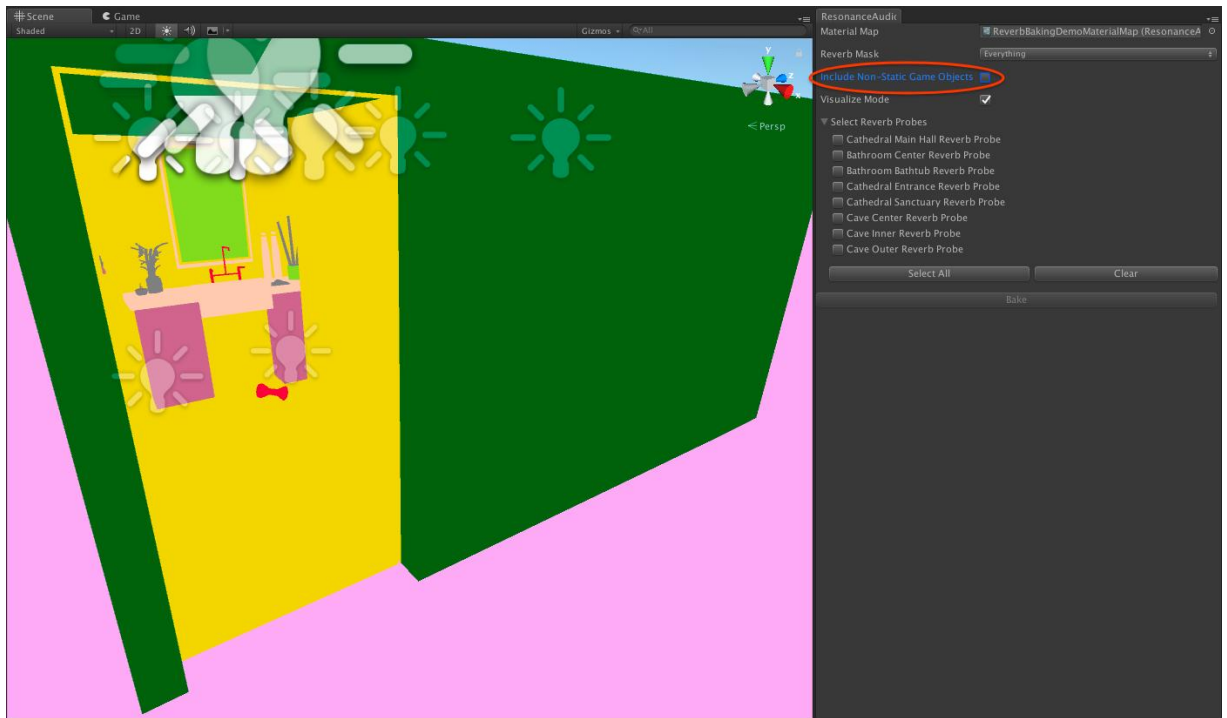 Scene Game
Shaded 2D Gizmos All
y
z
x
Persp
ResonanceAudic
Material Map ReverbBakingDemoMaterialMap (ResonanceA
Reverb Mask Everything
Include Non-Static Game Objects
Visualize Mode
Select Reverb Probes
Cathedral Main Hall Reverb Probe
Bathroom Center Reverb Probe
Bathroom Bathtub Reverb Probe
Cathedral Entrance Reverb Probe
Cathedral Sanctuary Reverb Probe
Cave Center Reverb Probe
Cave Inner Reverb Probe
Cave Outer Reverb Probe
Select All Clear
Bake